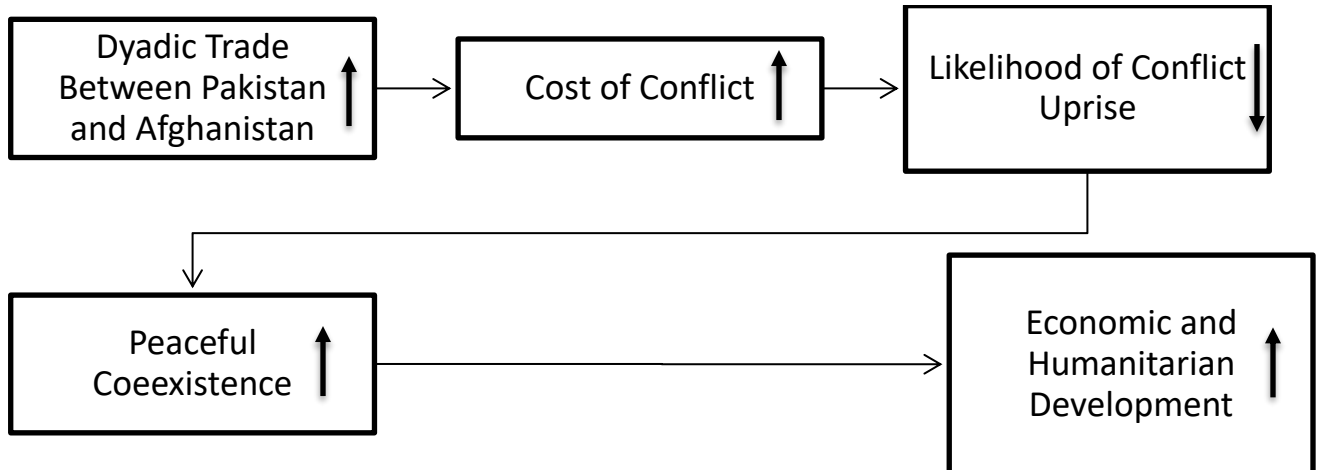 Dyadic Trade
Between Pakistan
and Afghanistan
Cost of Conflict
Likelihood of Conflict
Uprise
Peaceful
Coeexistence
Economic and
Humanitarian
Development